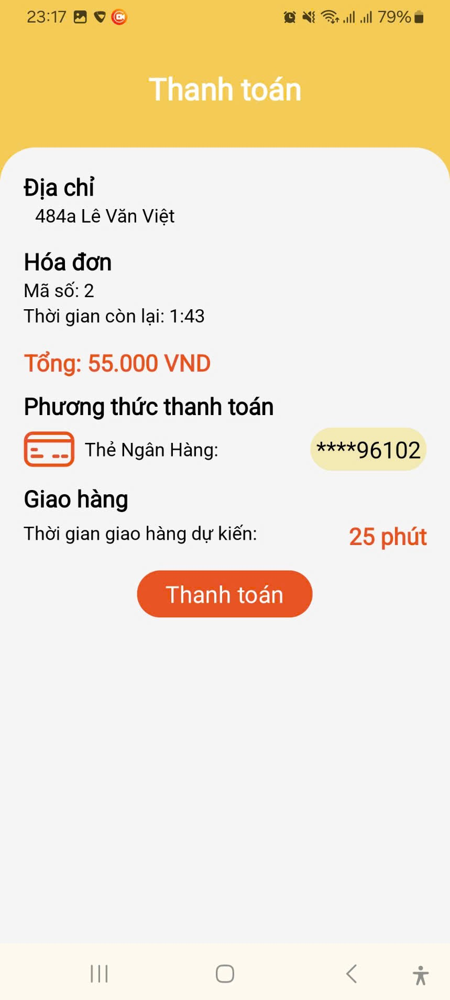 23:17 79%
Thanh toán
Địa chỉ
484a Lê Văn Việt
Hóa đơn
Mã số: 2
Thời gian còn lại: 1:43
Tổng: 55.000 VND
Phương thức thanh toán
Thẻ Ngân Hàng: ****96102
Giao hàng
Thời gian giao hàng dự kiến: 25 phút
Thanh toán